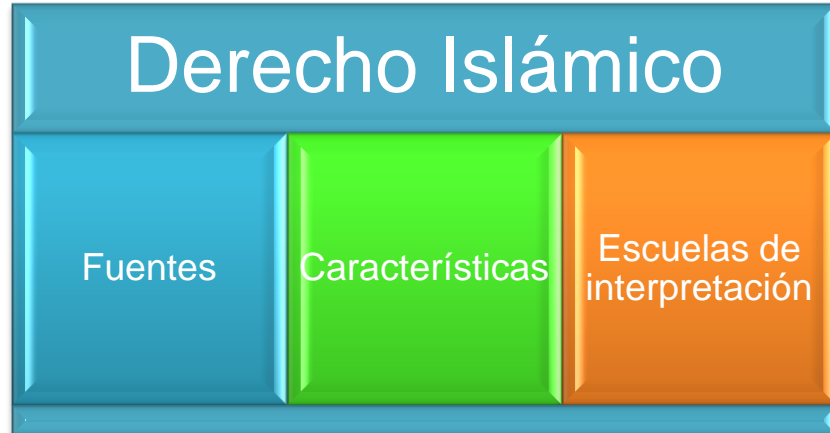 Derecho Islámico
Fuentes
Características
Escuelas de
interpretación